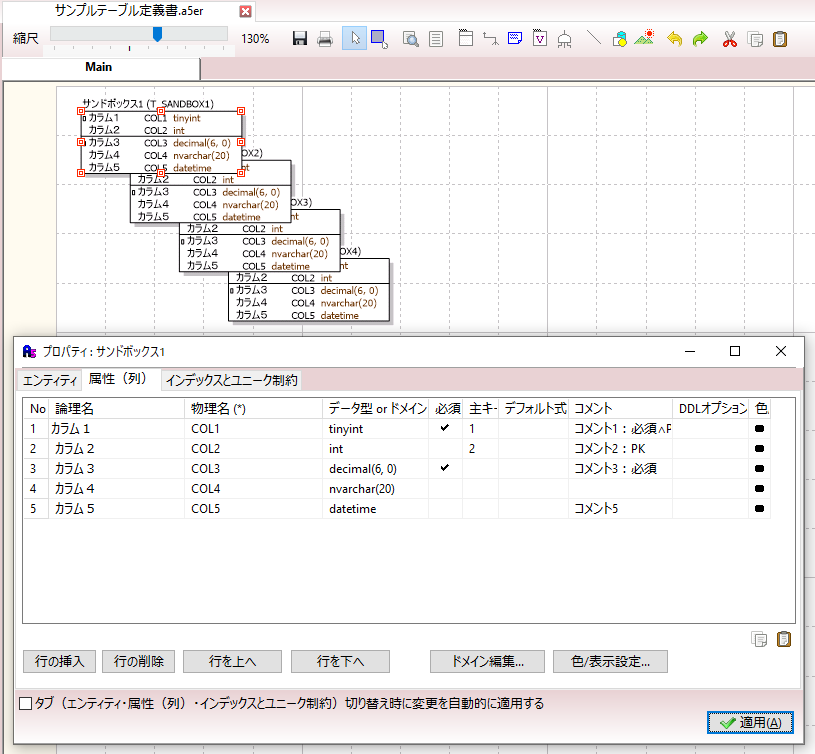 サンプルテーブル定義書.a5er
縮尺 130%
Main
サンドボックス1 (T_SANDBOX1)
カラム1 COL1 tinyint
カラム2 COL2 int
カラム3 COL3 decimal(6, 0)
カラム4 COL4 nvarchar(20)
カラム5 COL5 datetime
OX2)
nt
カラム2 COL2 int
カラム3 COL3 decimal(6, 0)
カラム4 COL4 nvarchar(20)
カラム5 COL5 datetime
OX3)
nt
カラム2 COL2 int
カラム3 COL3 decimal(6, 0)
カラム4 COL4 nvarchar(20)
カラム5 COL5 datetime
OX4)
nt
カラム2 COL2 int
カラム3 COL3 decimal(6, 0)
カラム4 COL4 nvarchar(20)
カラム5 COL5 datetime
プロパティ : サンドボックス1
エンティティ 属性（列） インデックスとユニーク制約
No 論理名 物理名 (*) データ型 or ドメイン 必須 主キー デフォルト式 コメント DDLオプション 色
1 カラム１ COL1 tinyint ✔ 1 コメント1：必須∧P
2 カラム２ COL2 int 2 コメント2：PK
3 カラム３ COL3 decimal(6, 0) ✔ コメント3：必須
4 カラム４ COL4 nvarchar(20)
5 カラム５ COL5 datetime コメント5
行の挿入 行の削除 行を上へ 行を下へ ドメイン編集... 色/表示設定...
タブ（エンティティ・属性（列）・インデックスとユニーク制約）切り替え時に変更を自動的に適用する
適用(A)